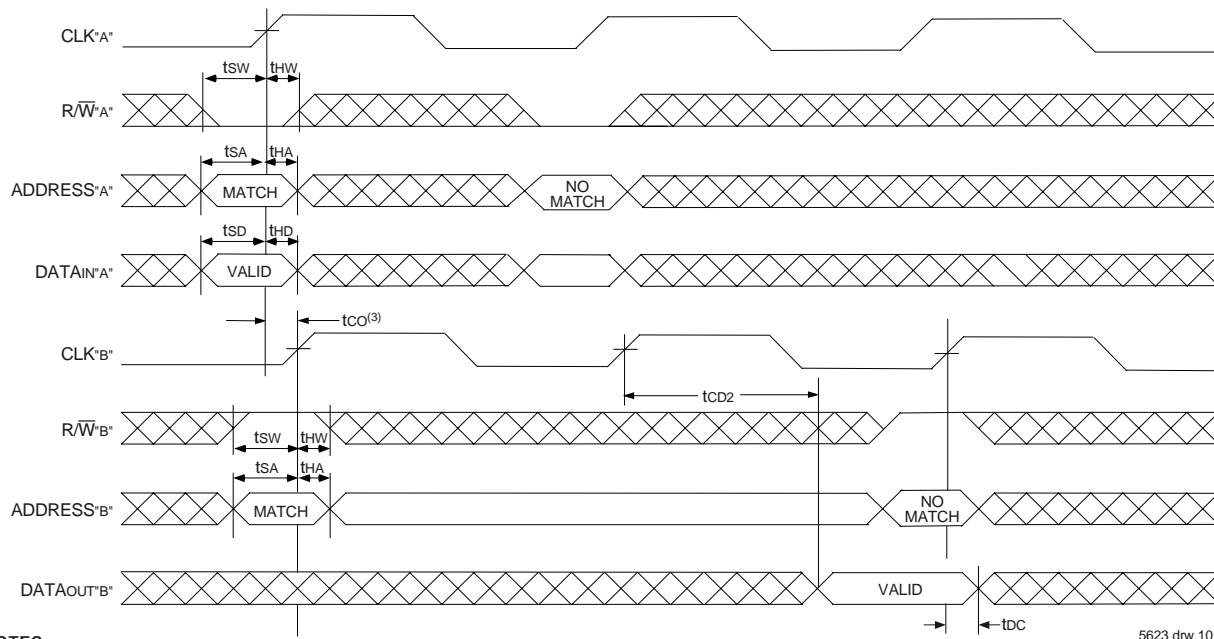 CLK"A"
tSW tHW
R/W"A"
tSA tHA
ADDRESS"A" MATCH NO MATCH
tSD tHD
DATAIN"A" VALID
tCO(3)
CLK"B"
tCD2
R/W"B"
tSW tHW
tSA tHA
ADDRESS"B" MATCH NO MATCH
DATAOUT"B" VALID
tDC
5623 drw 10